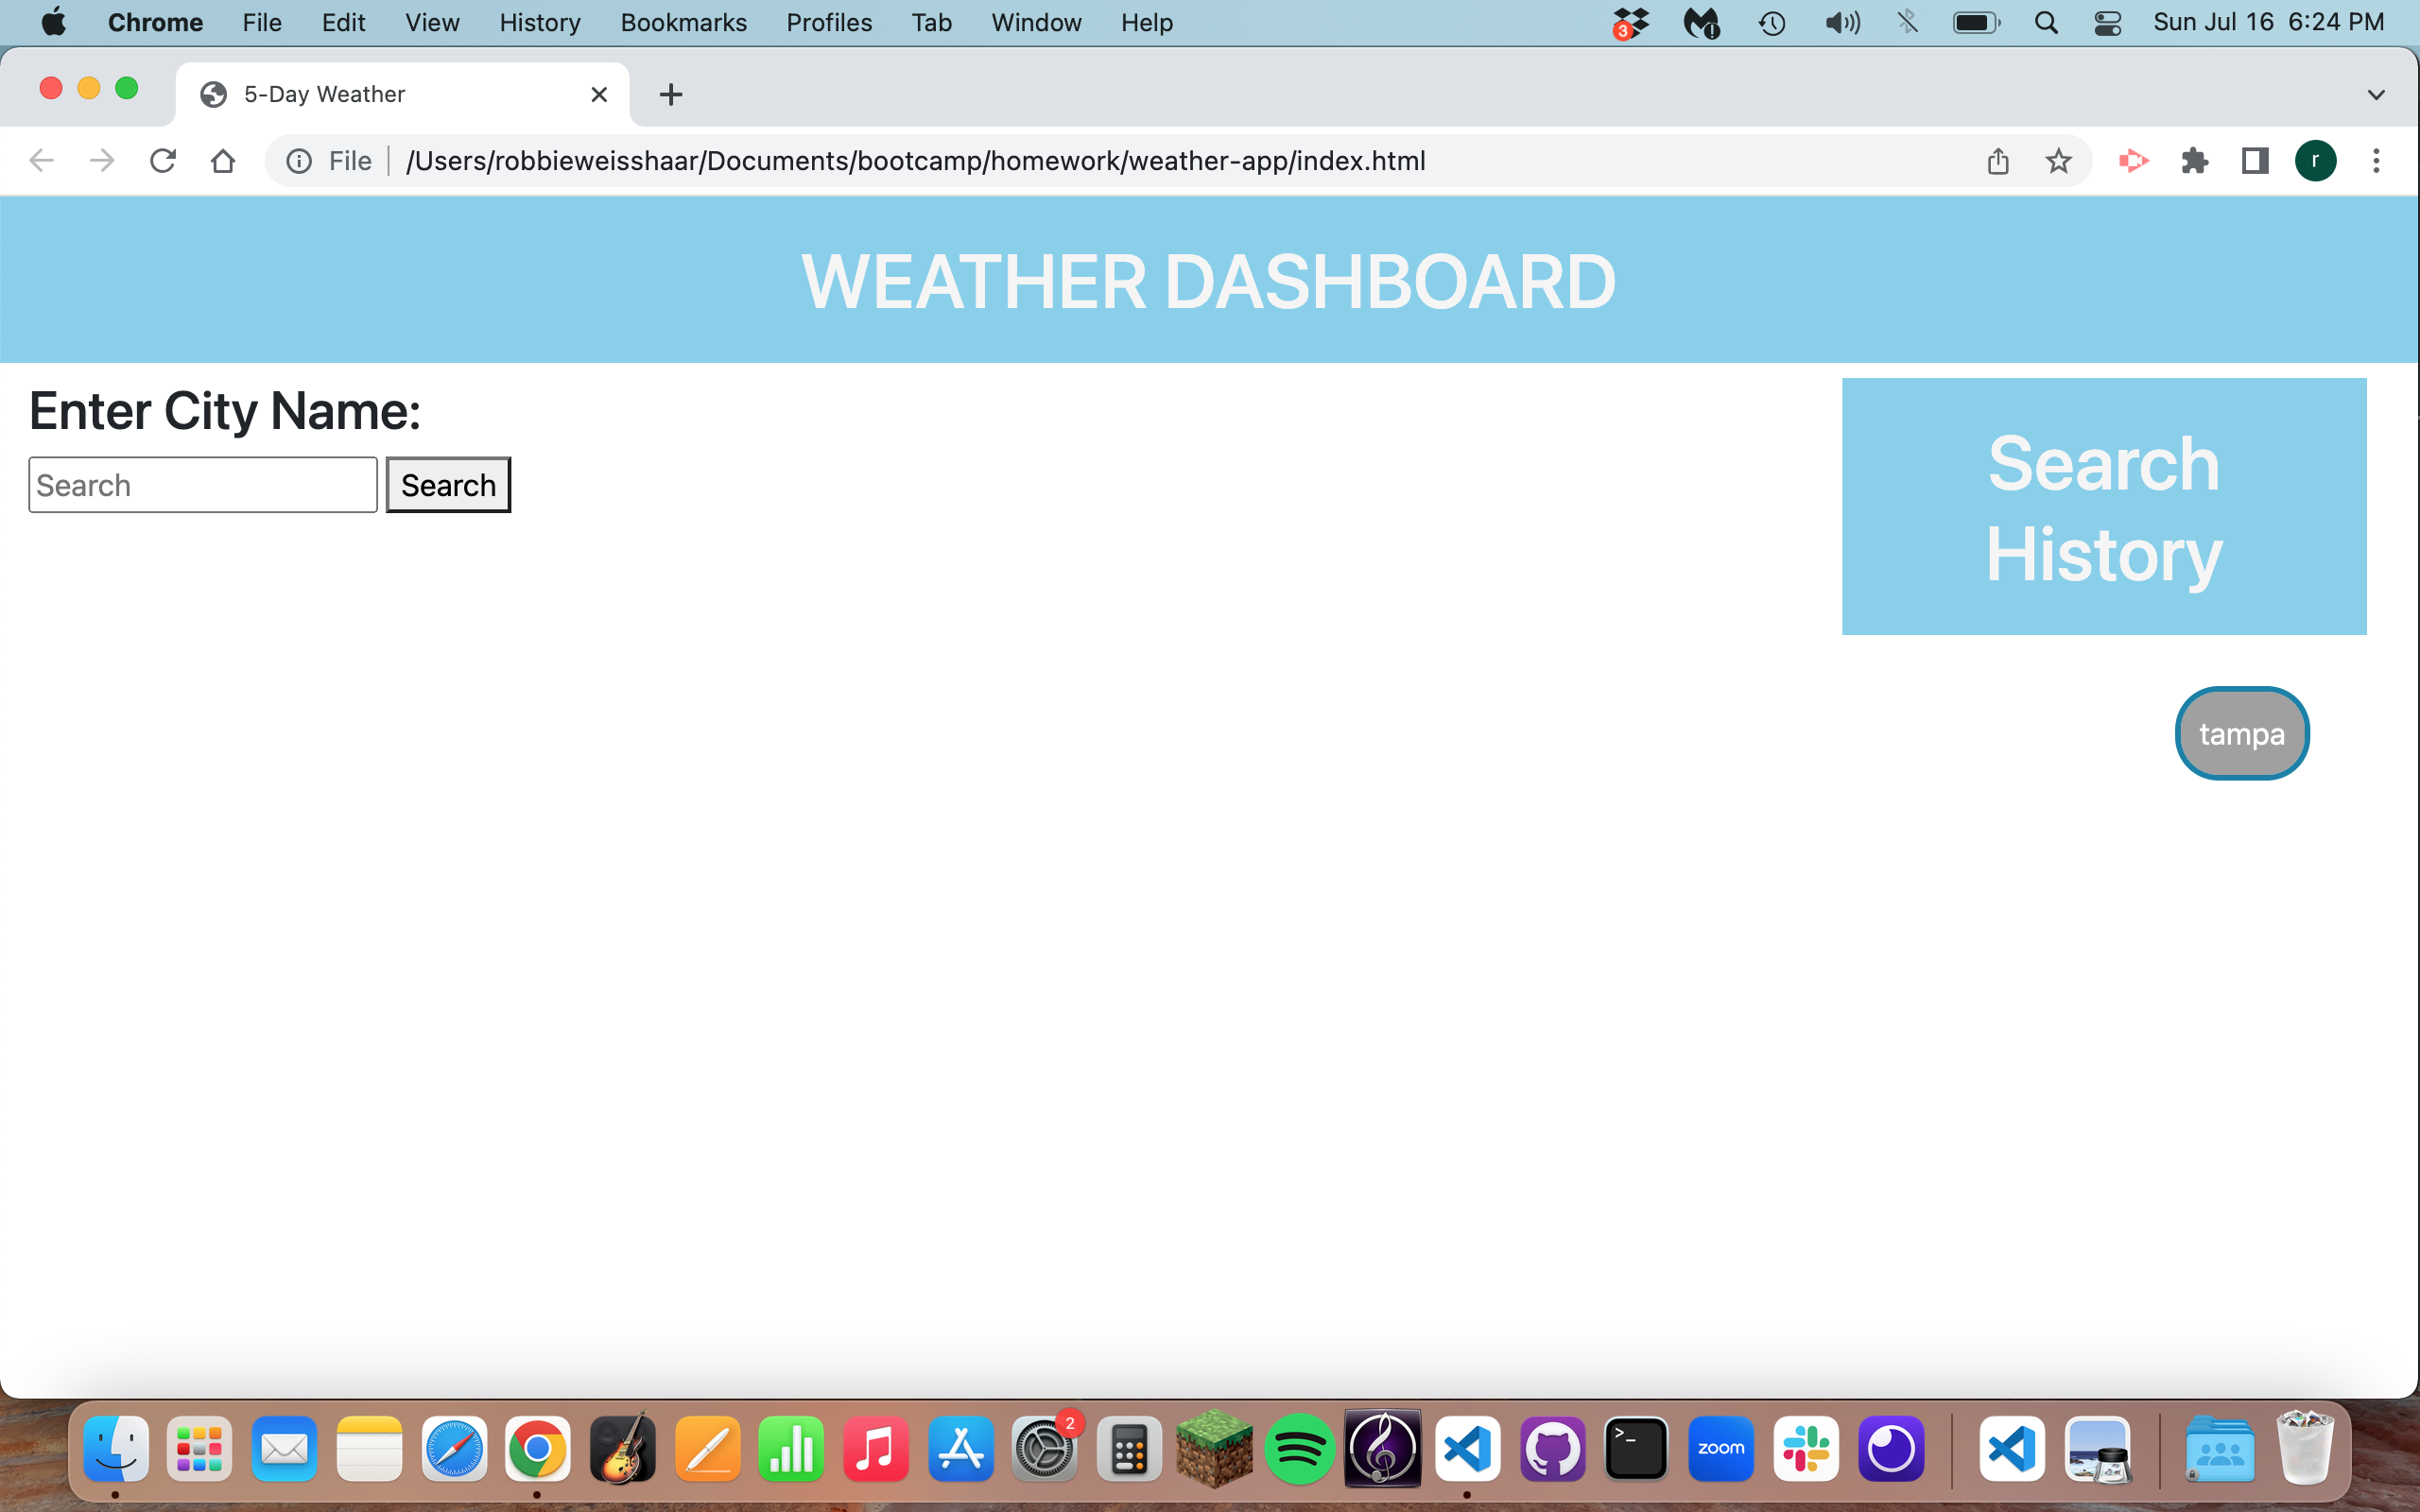 Chrome File Edit View History Bookmarks Profiles Tab Window Help 3 Sun Jul 16 6:24 PM
5-Day Weather
File /Users/robbieweisshaar/Documents/bootcamp/homework/weather-app/index.html r
WEATHER DASHBOARD
Enter City Name:
Search Search
Search
History
tampa
2
>_
zoom